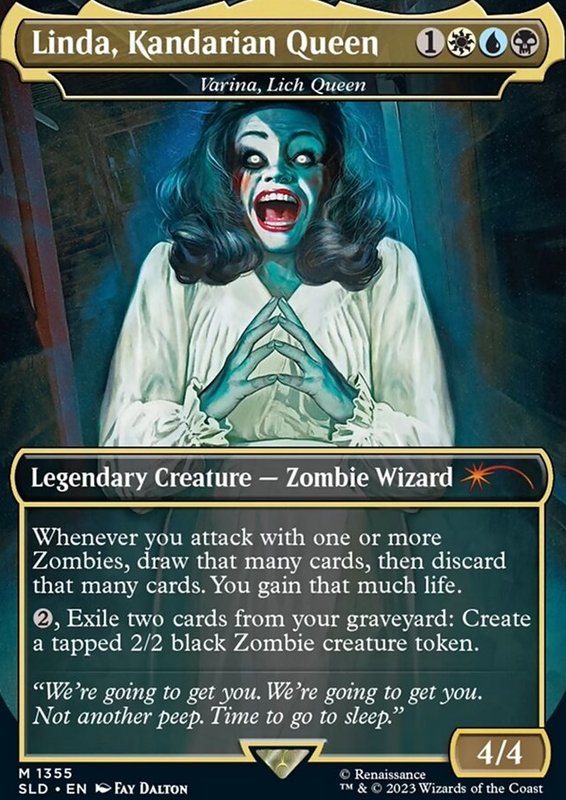 Linda, Kandarian Queen 1
Varina, Lich Queen
Legendary Creature — Zombie Wizard
Whenever you attack with one or more
Zombies, draw that many cards, then discard
that many cards. You gain that much life.
2, Exile two cards from your graveyard: Create
a tapped 2/2 black Zombie creature token.
“We’re going to get you. We’re going to get you.
Not another peep. Time to go to sleep.”
4/4
M 1355
SLD • EN Fay Dalton
© Renaissance
™ & © 2023 Wizards of the Coast